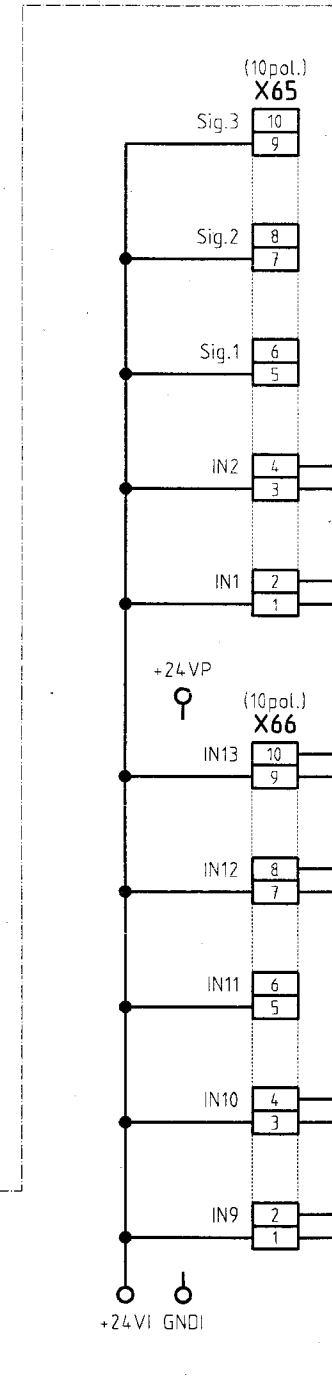 (10pol.)
X65
Sig.3 10
9
Sig.2 8
7
Sig.1 6
5
IN2 4
3
IN1 2
1
+24VP
(10pol.)
X66
IN13 10
9
IN12 8
7
IN11 6
5
IN10 4
3
IN9 2
1
+24VI GNDI